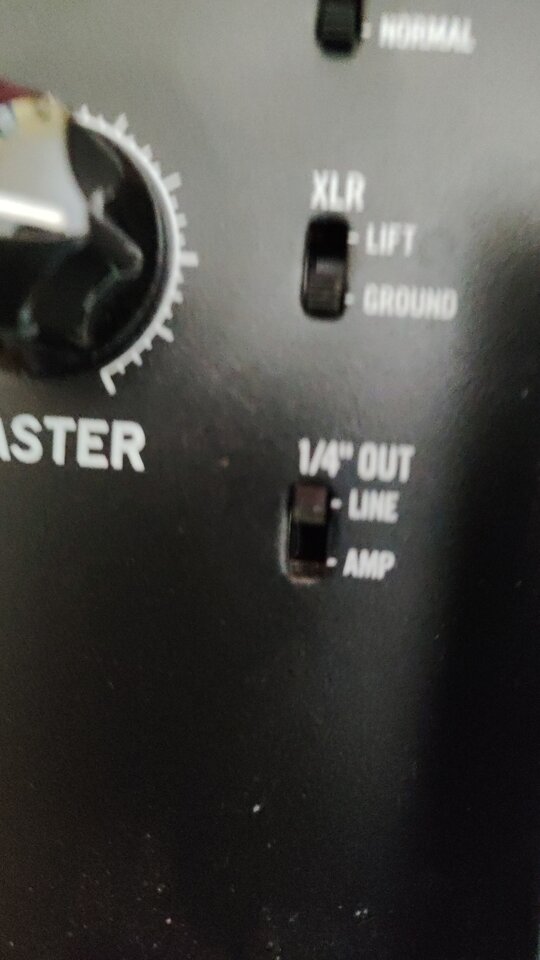 NORMAL
XLR
LIFT
GROUND
ASTER
1/4" OUT
LINE
AMP